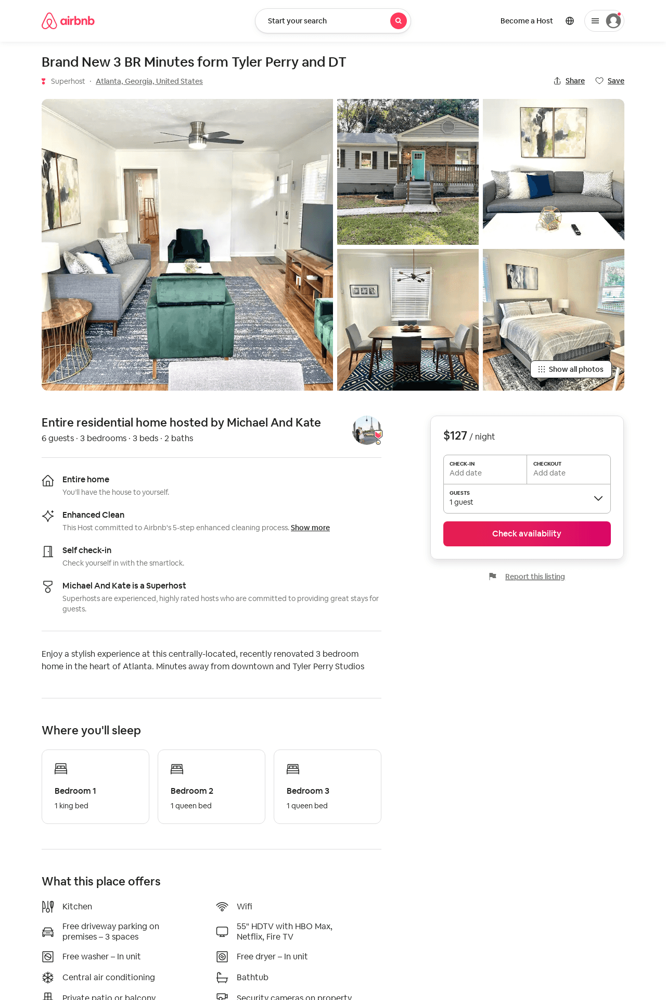 airbnb
Start your search
Become a Host
Brand New 3 BR Minutes form Tyler Perry and DT
Superhost · Atlanta, Georgia, United States
Share
Save
Show all photos
Entire residential home hosted by Michael And Kate
6 guests · 3 bedrooms · 3 beds · 2 baths
Entire home
You’ll have the house to yourself.
Enhanced Clean
This Host committed to Airbnb's 5-step enhanced cleaning process. Show more
Self check-in
Check yourself in with the smartlock.
Michael And Kate is a Superhost
Superhosts are experienced, highly rated hosts who are committed to providing great stays for
guests.
$127 / night
CHECK-IN
Add date
CHECKOUT
Add date
GUESTS
1 guest
Check availability
Report this listing
Enjoy a stylish experience at this centrally-located, recently renovated 3 bedroom
home in the heart of Atlanta. Minutes away from downtown and Tyler Perry Studios
Where you'll sleep
Bedroom 1
1 king bed
Bedroom 2
1 queen bed
Bedroom 3
1 queen bed
What this place offers
Kitchen
Wifi
Free driveway parking on
premises – 3 spaces
55" HDTV with HBO Max,
Netflix, Fire TV
Free washer – In unit
Free dryer – In unit
Central air conditioning
Bathtub
Private patio or balcony
Security cameras on property